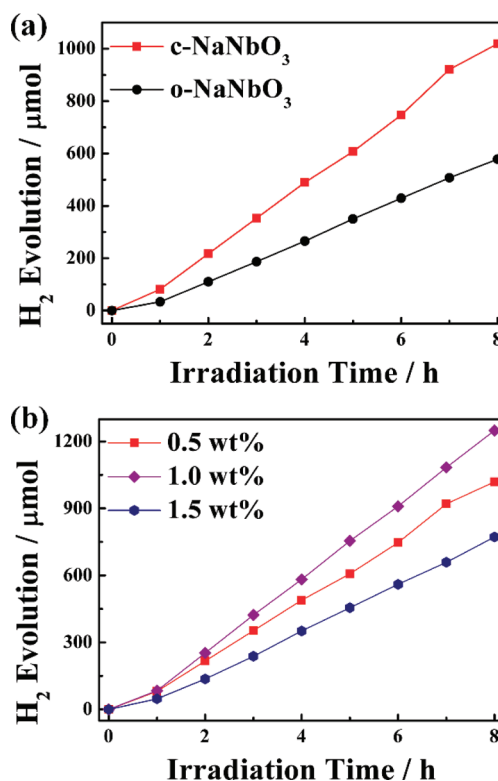 (a)
c-NaNbO₃
o-NaNbO₃
1000
800
600
400
200
0
H₂ Evolution / μmol
0 2 4 6 8
Irradiation Time / h
(b)
0.5 wt%
1.0 wt%
1.5 wt%
1200
900
600
300
0
H₂ Evolution / μmol
0 2 4 6 8
Irradiation Time / h